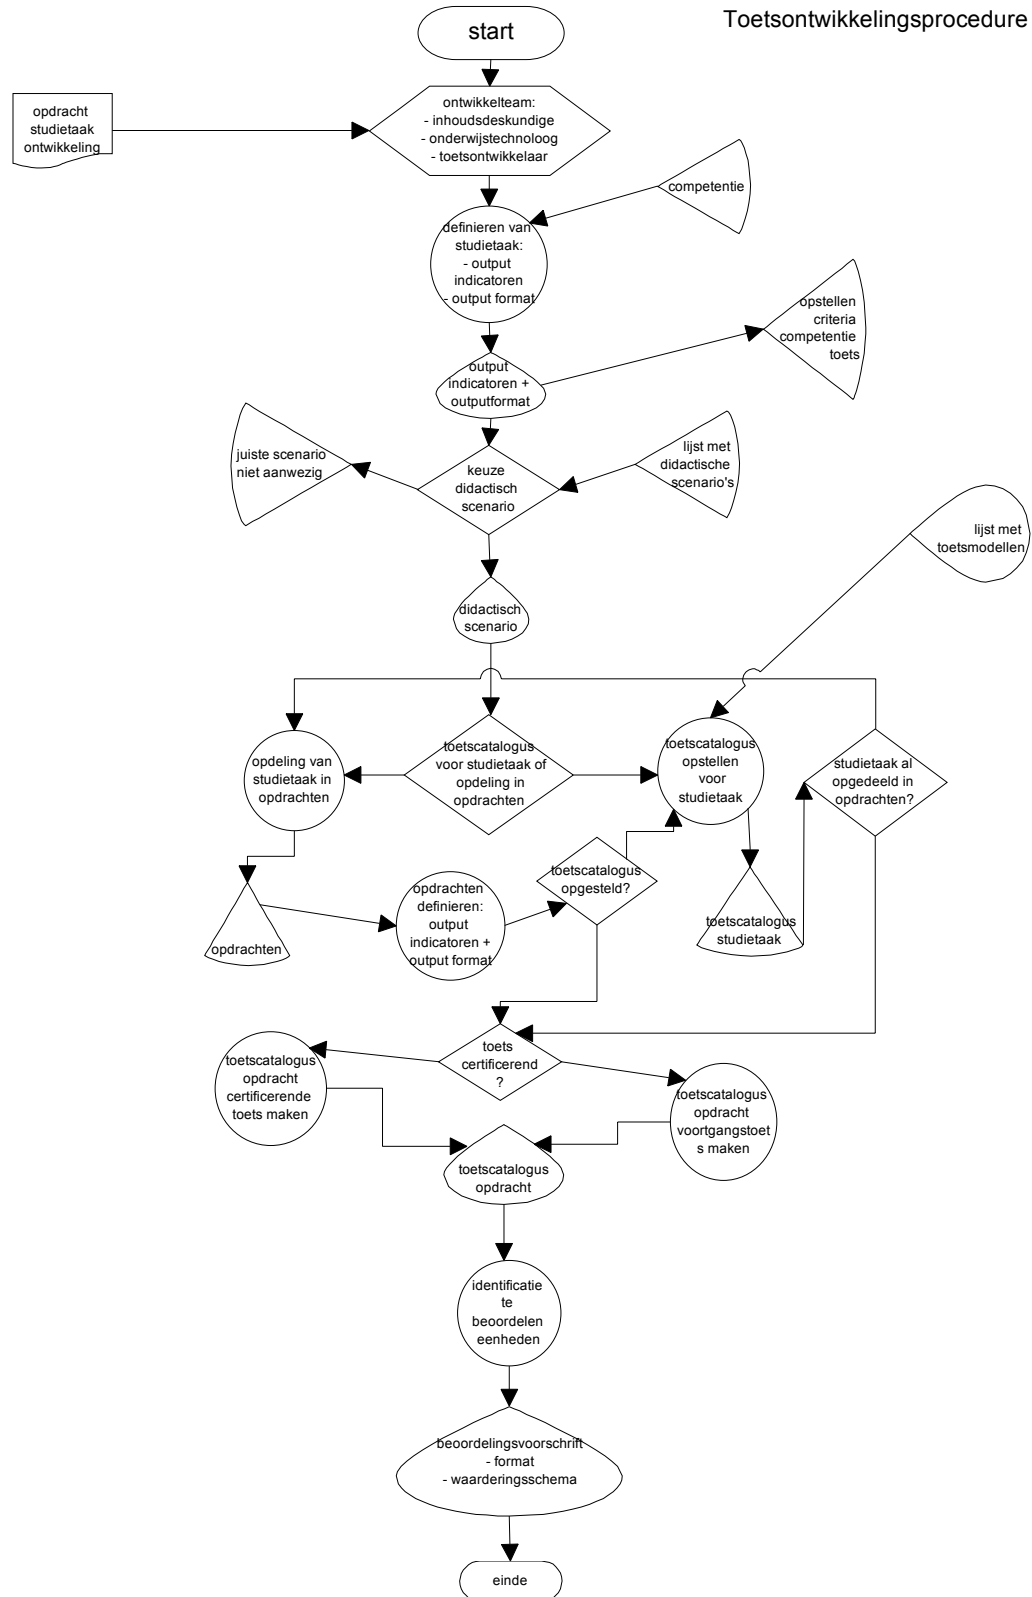 Toetsontwikkelingsprocedure
start
opdracht
studietaak
ontwikkeling
ontwikkelteam:
- inhoudsdeskundige
- onderwijstechnoloog
- toetsontwikkelaar
competentie
definieren van
studietaak:
- output
indicatoren
- output format
opstellen
criteria
competentie
toets
output
indicatoren +
outputformat
juiste scenario
niet aanwezig
keuze
didactisch
scenario
lijst met
didactische
scenario's
lijst met
toetsmodellen
didactisch
scenario
opdeling van
studietaak in
opdrachten
toetscatalogus
voor studietaak of
opdeling in
opdrachten
toetscatalogus
opstellen
voor
studietaak
studietaak al
opgedeeld in
opdrachten?
opdrachten
opdrachten
definieren:
output
indicatoren +
output format
toetscatalogus
opgesteld?
toetscatalogus
studietaak
toetscatalogus
opdracht
certificerende
toets maken
toets
certificerend
?
toetscatalogus
opdracht
voortgangstoet
s maken
toetscatalogus
opdracht
identificatie
te
beoordelen
eenheden
beoordelingsvoorschrift
- format
- waarderingsschema
einde